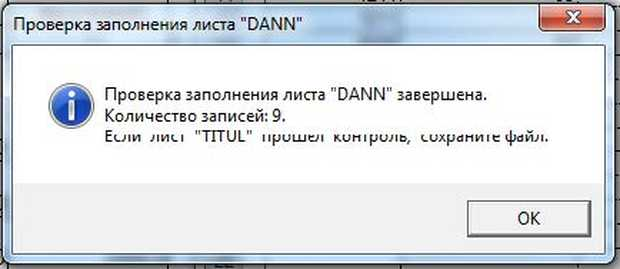 Проверка заполнения листа "DANN"
Проверка заполнения листа "DANN" завершена.
Количество записей: 9.
Если лист "TITUL" прошел контроль, сохраните файл.
OK